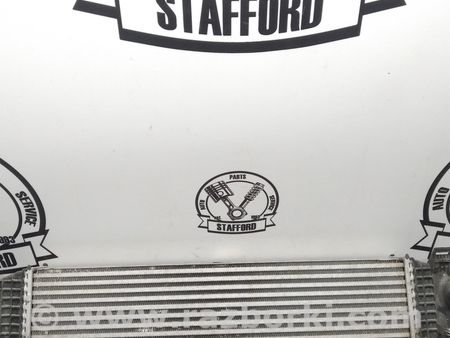 STAFFORD
PARTS
AUTO
SERVICE
STAFFORD
SERVICE
AUTO
© www.razborki.com